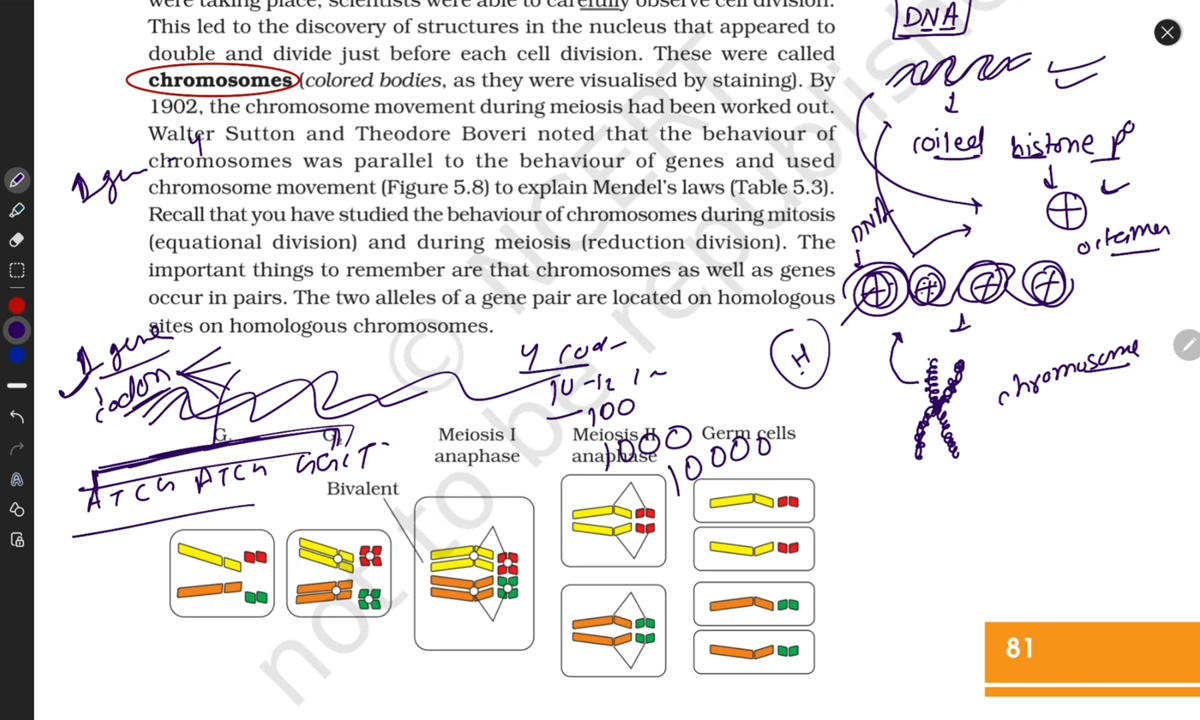 were taking place, scientists were able to carefully observe cell division.
This led to the discovery of structures in the nucleus that appeared to
double and divide just before each cell division. These were called
chromosomes (colored bodies, as they were visualised by staining). By
1902, the chromosome movement during meiosis had been worked out.
Walter Sutton and Theodore Boveri noted that the behaviour of
chromosomes was parallel to the behaviour of genes and used
chromosome movement (Figure 5.8) to explain Mendel's laws (Table 5.3).
Recall that you have studied the behaviour of chromosomes during mitosis
(equational division) and during meiosis (reduction division). The
important things to remember are that chromosomes as well as genes
occur in pairs. The two alleles of a gene pair are located on homologous
sites on homologous chromosomes.
DNA
coiled histone
DNA
octamer
chromosome
H
gene
codon
10-12
100
1000
10000
ATCG ATCG
G
Bivalent
Meiosis I
anaphase
Meiosis II
anaphase
Germ cells
© NCERT
not to be republished
81